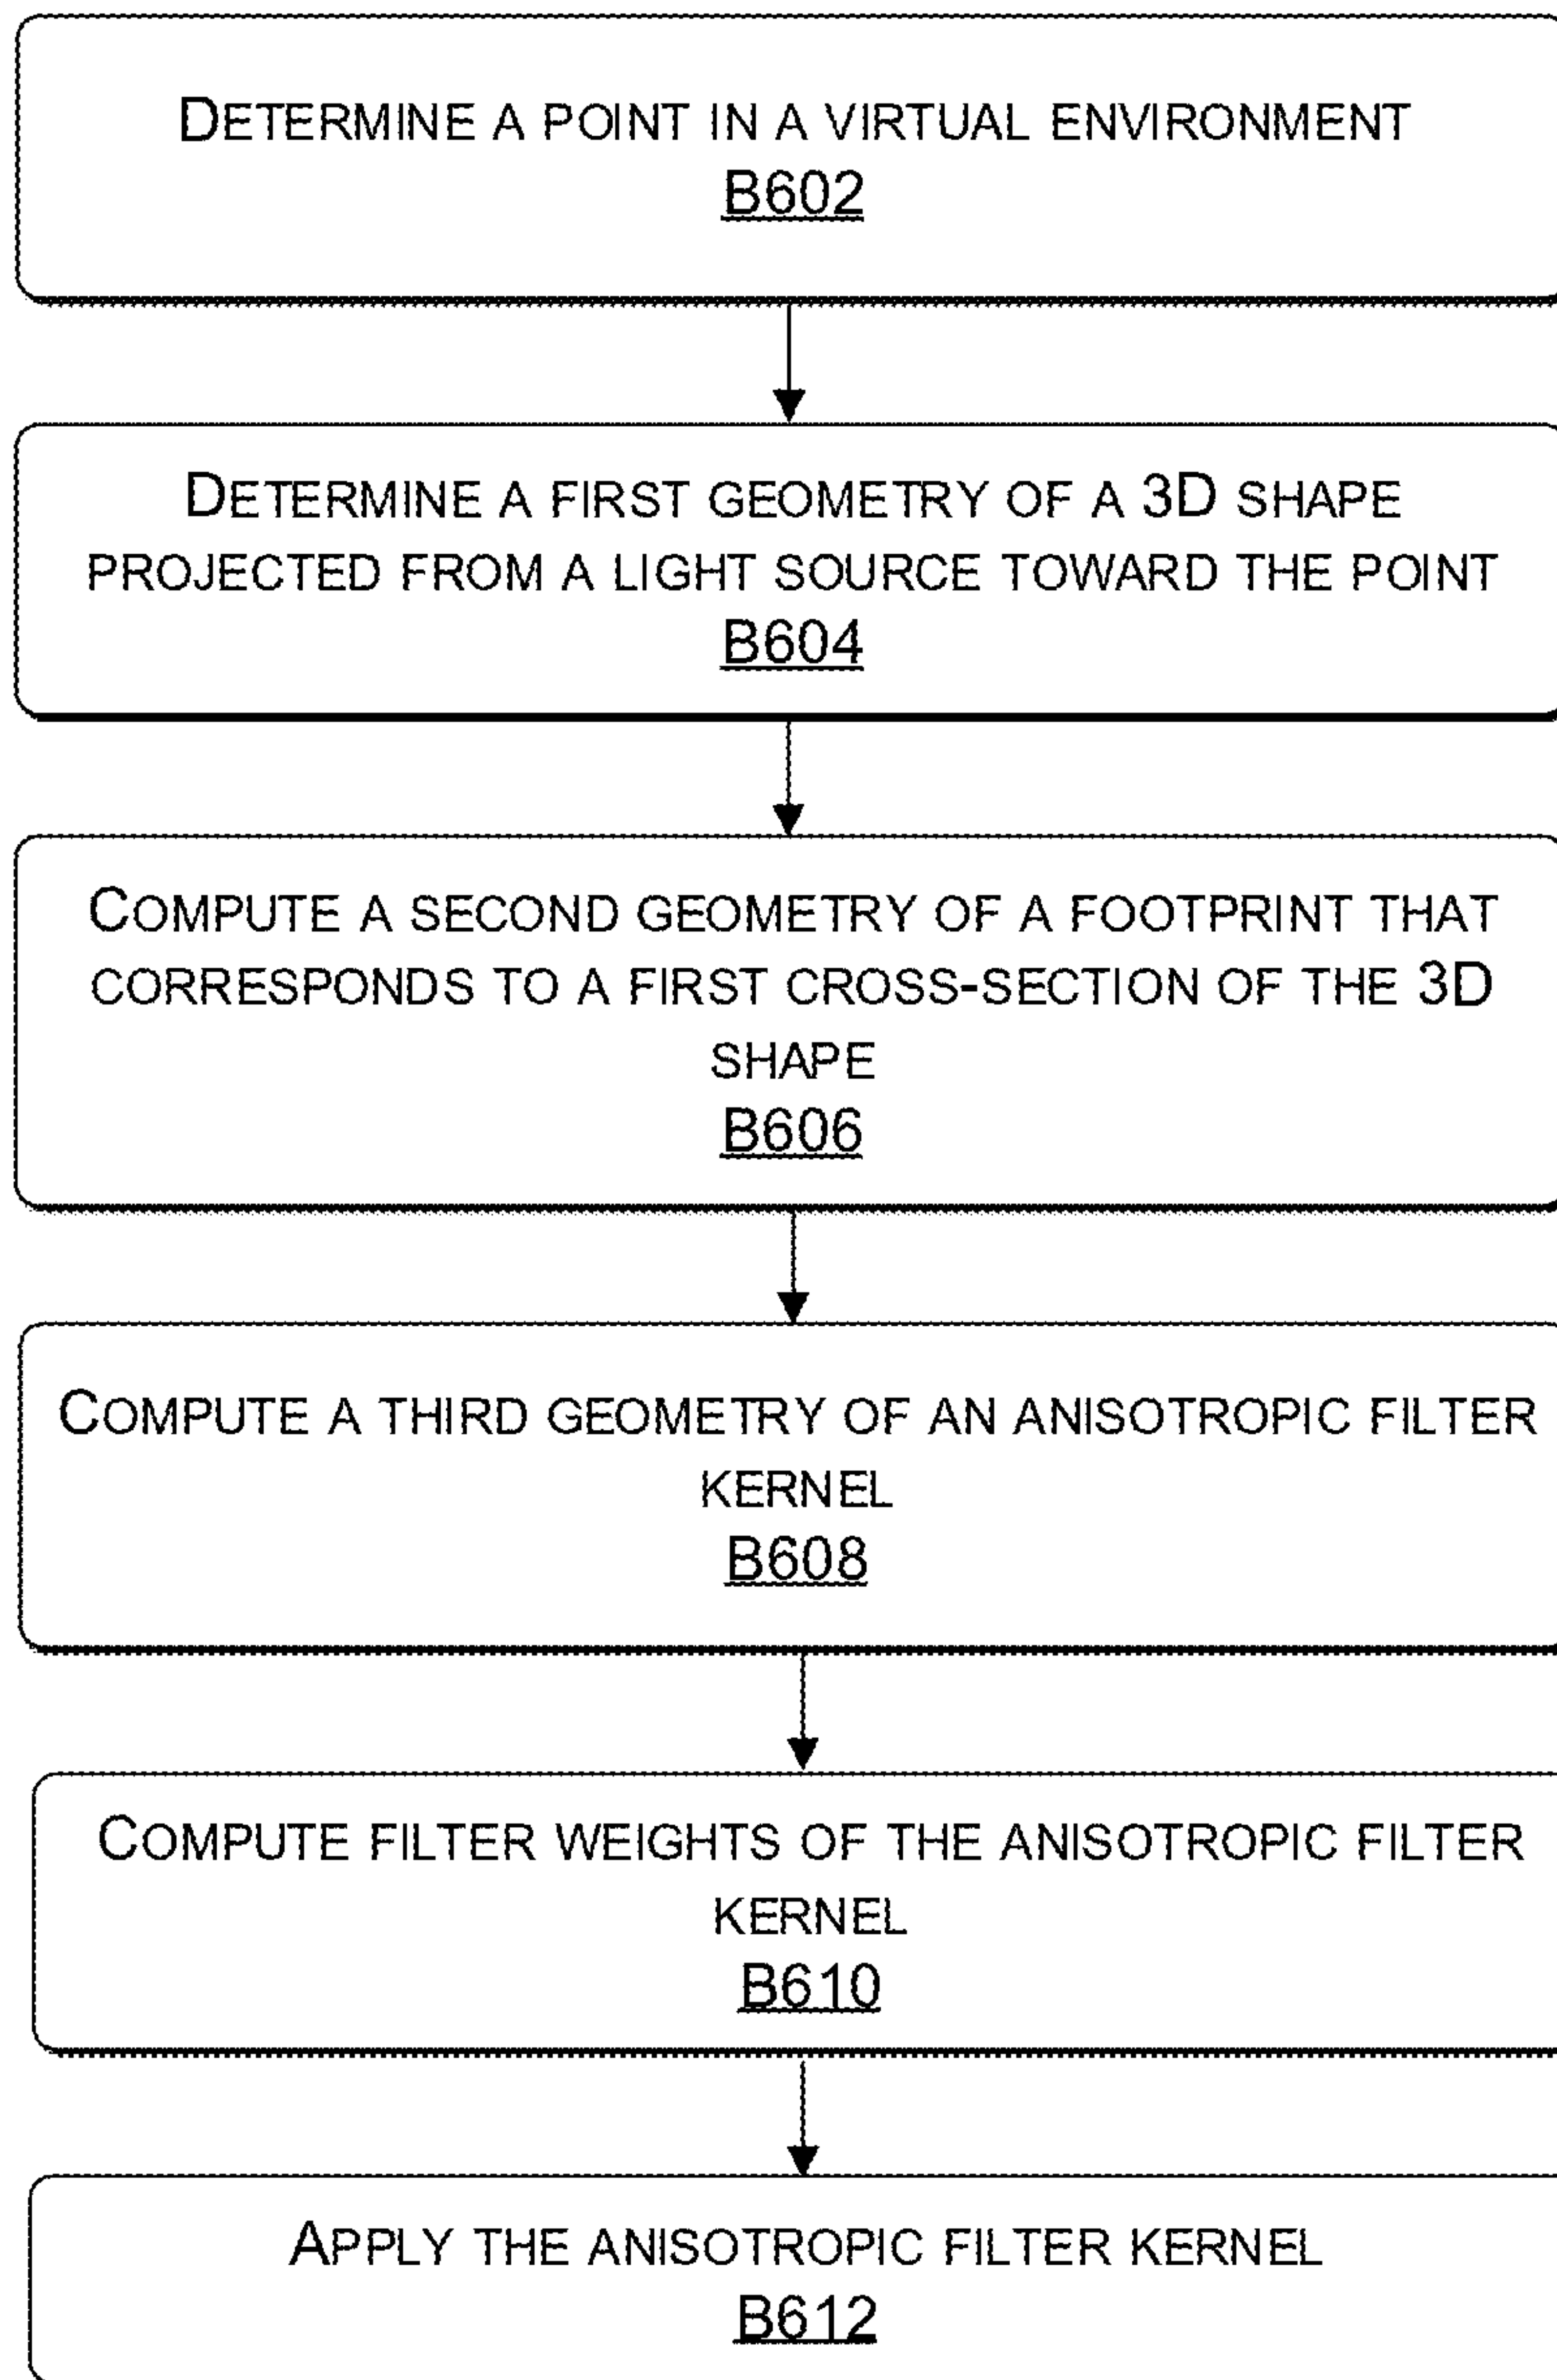 DETERMINE A POINT IN A VIRTUAL ENVIRONMENT
B602
DETERMINE A FIRST GEOMETRY OF A 3D SHAPE
PROJECTED FROM A LIGHT SOURCE TOWARD THE POINT
B604
COMPUTE A SECOND GEOMETRY OF A FOOTPRINT THAT
CORRESPONDS TO A FIRST CROSS-SECTION OF THE 3D
SHAPE
B606
COMPUTE A THIRD GEOMETRY OF AN ANISOTROPIC FILTER
KERNEL
B608
COMPUTE FILTER WEIGHTS OF THE ANISOTROPIC FILTER
KERNEL
B610
APPLY THE ANISOTROPIC FILTER KERNEL
B612